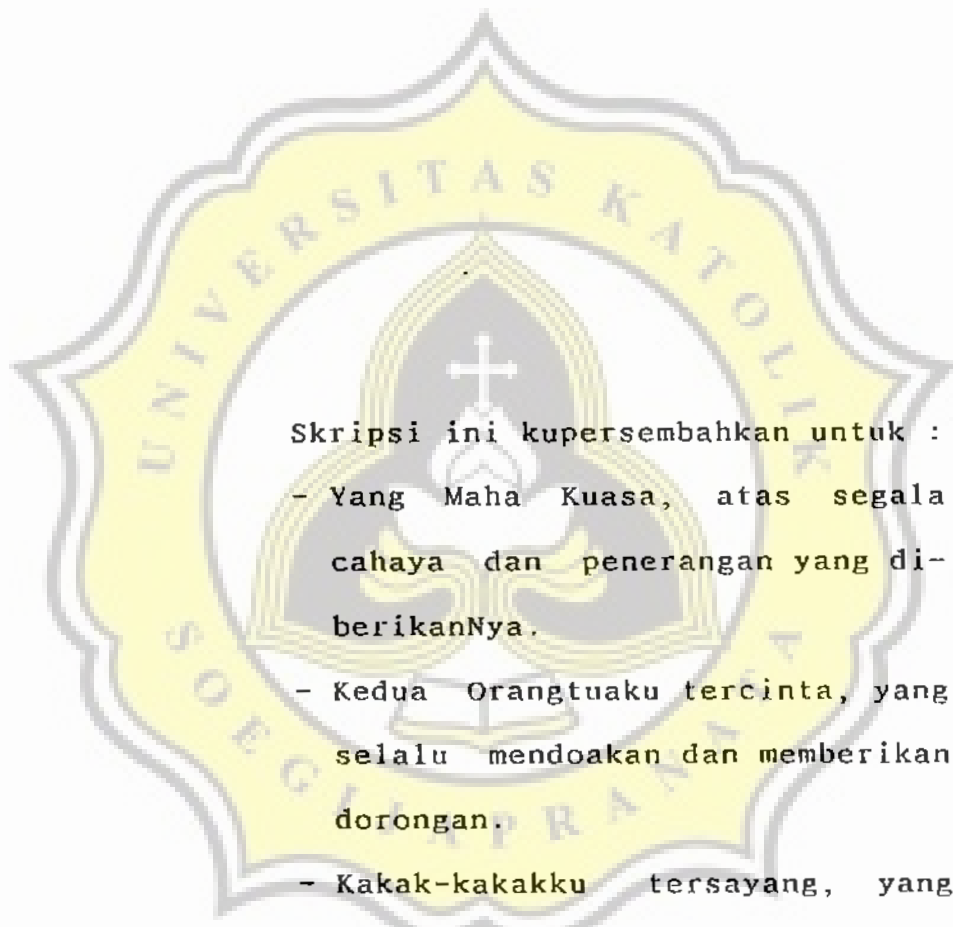 UNIVERSITAS KATOLIK
SOEGIJAPRANATA
Skripsi ini kupersembahkan untuk :
- Yang Maha Kuasa, atas segala
cahaya dan penerangan yang di-
berikanNya.
- Kedua Orangtuaku tercinta, yang
selalu mendoakan dan memberikan
dorongan.
- Kakak-kakakku tersayang, yang